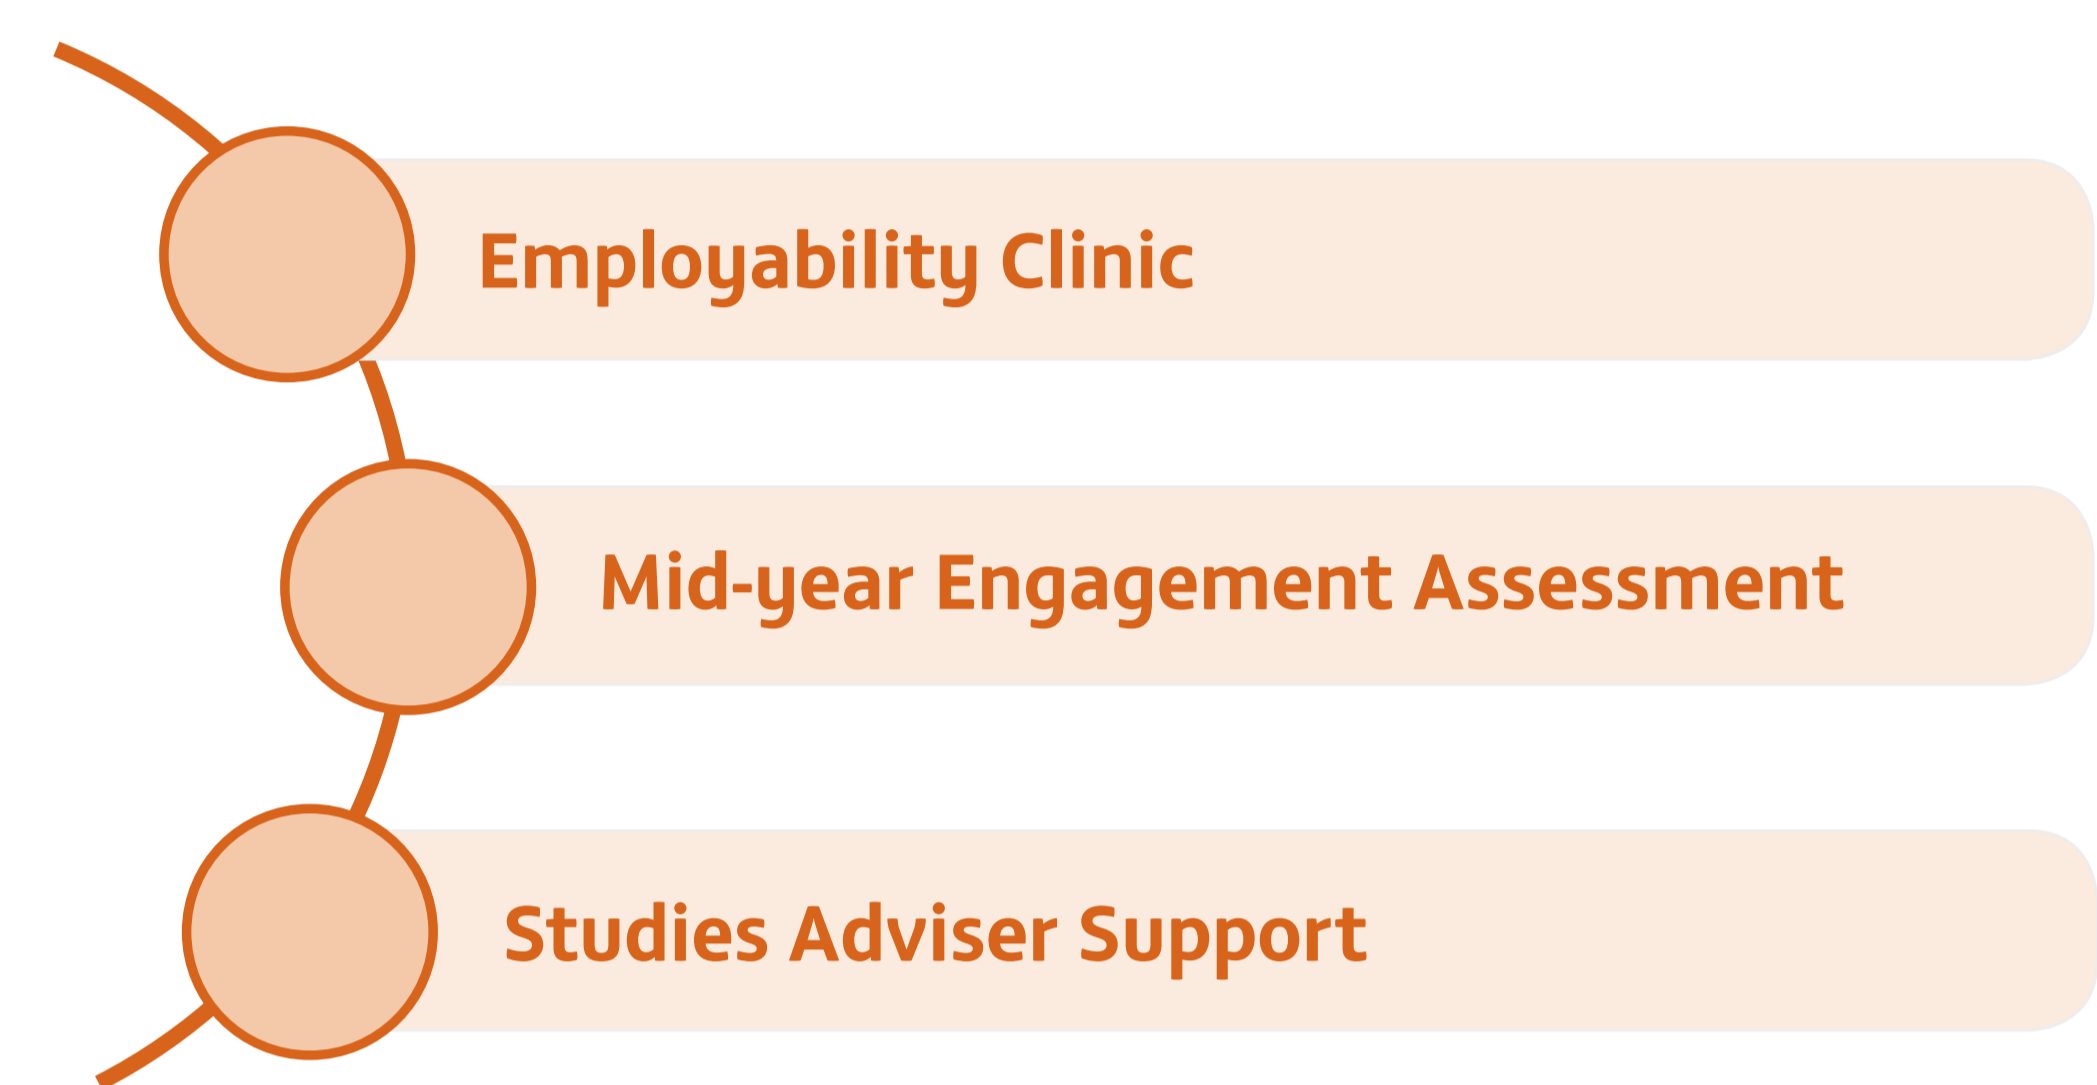 Employability Clinic
Mid-year Engagement Assessment
Studies Adviser Support